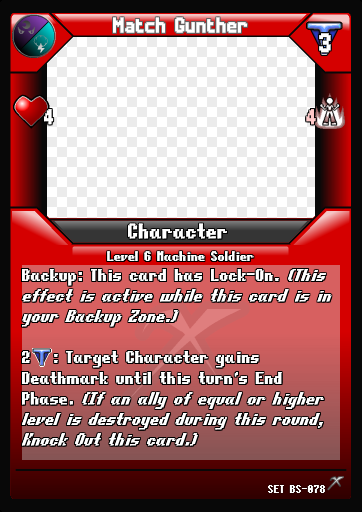 Match Gunther
3
4
4
Character
Level 6 Machine Soldier
Backup: This card has Lock-On. (This
effect is active while this card is in
your Backup Zone.)
2 : Target Character gains
Deathmark until this turn's End
Phase. (If an ally of equal or higher
level is destroyed during this round,
Knock Out this card.)
SET BS-078